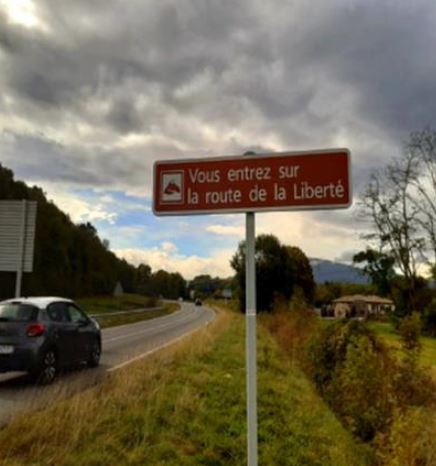 Vous entrez sur
la route de la Liberté